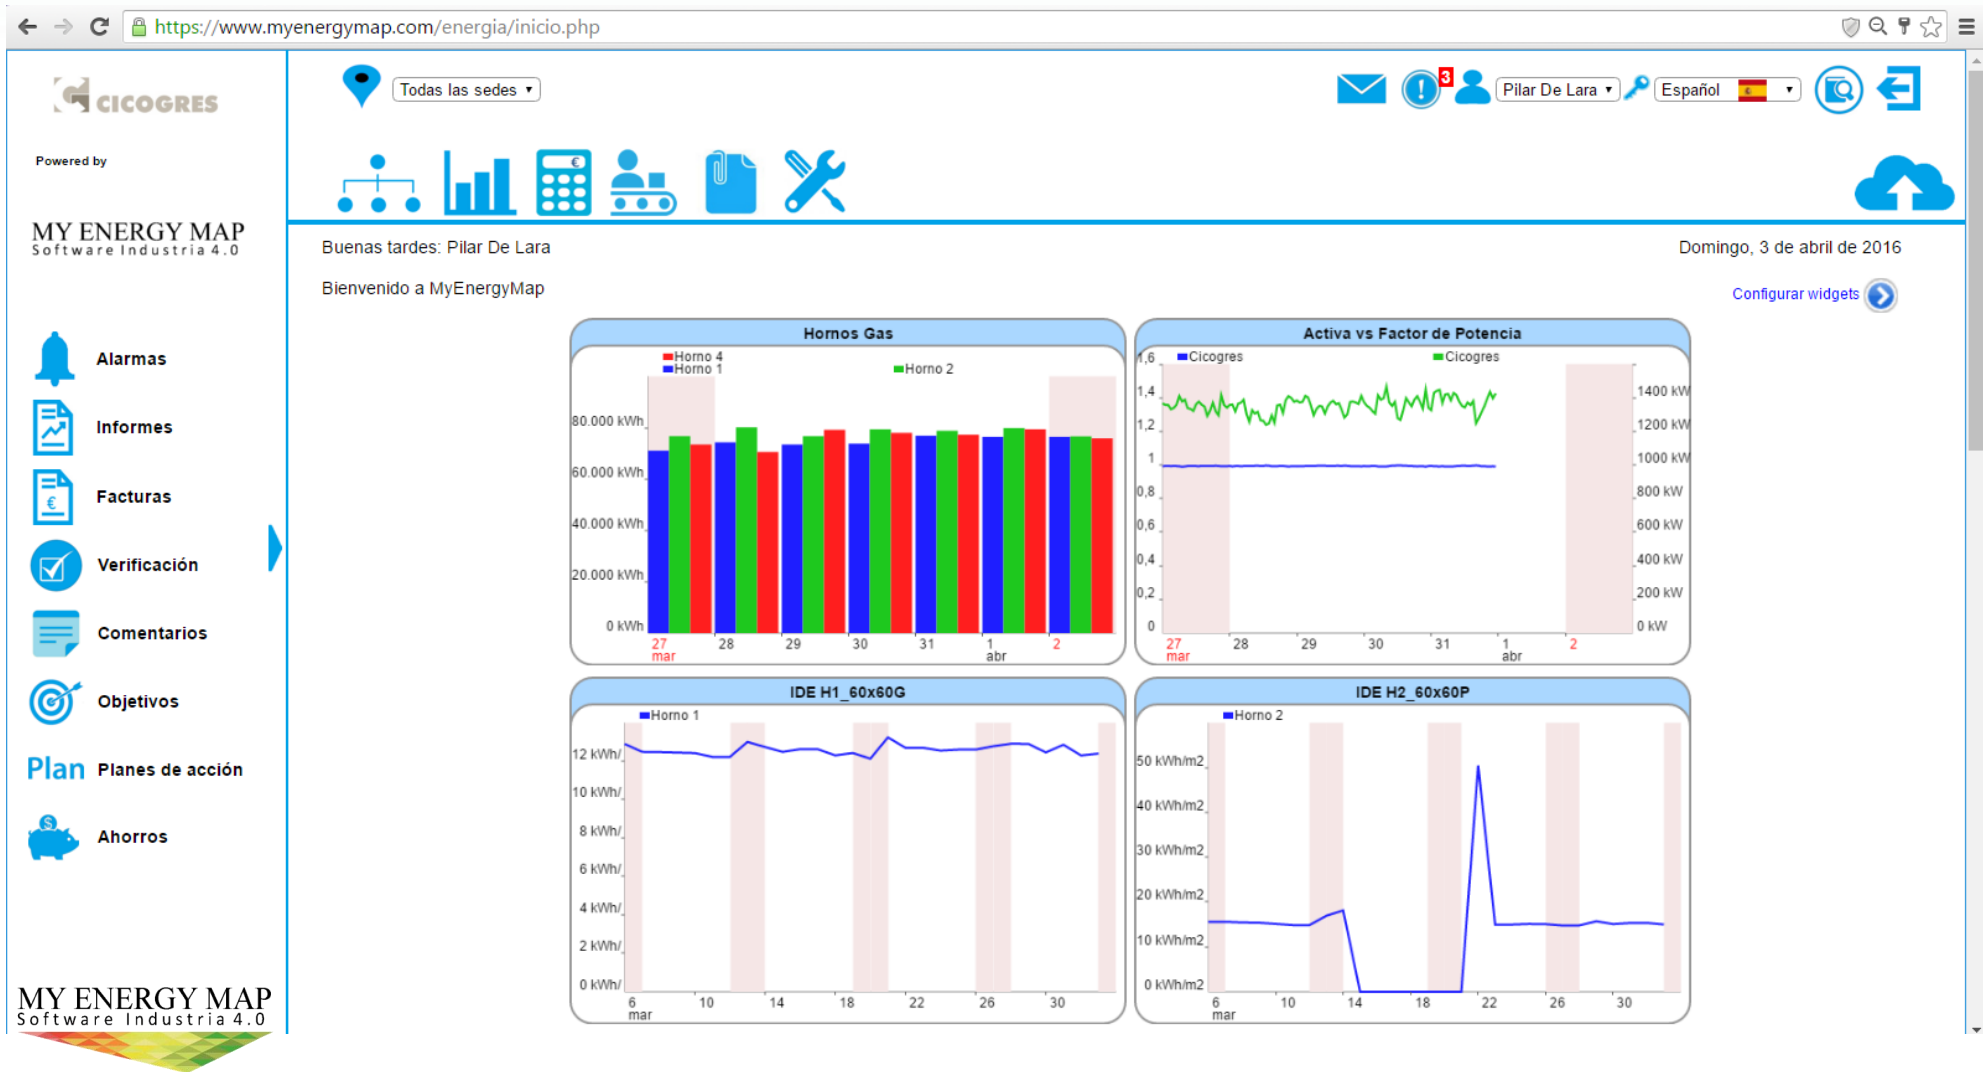 https://www.myenergymap.com/energia/inicio.php
CICOGRES
Todas las sedes
3
Pilar De Lara
Español
Powered by
€
MY ENERGY MAP
Software Industria 4.0
Buenas tardes: Pilar De Lara
Domingo, 3 de abril de 2016
Bienvenido a MyEnergyMap
Configurar widgets
Alarmas
Informes
€
Facturas
Verificación
Comentarios
Objetivos
Plan
Planes de acción
$
Ahorros
MY ENERGY MAP
Software Industria 4.0
Hornos Gas
Horno 4
Horno 1
Horno 2
80.000 kWh
60.000 kWh
40.000 kWh
20.000 kWh
0 kWh
27 28 29 30 31 1 2
mar abr
Activa vs Factor de Potencia
Cicogres
Cicogres
1,6
1,4
1,2
1
0,8
0,6
0,4
0,2
0
1400 kW
1200 kW
1000 kW
800 kW
600 kW
400 kW
200 kW
0 kW
27 28 29 30 31 1 2
mar abr
IDE H1_60x60G
Horno 1
12 kWh/
10 kWh/
8 kWh/
6 kWh/
4 kWh/
2 kWh/
0 kWh/
6 10 14 18 22 26 30
mar
IDE H2_60x60P
Horno 2
50 kWh/m2
40 kWh/m2
30 kWh/m2
20 kWh/m2
10 kWh/m2
0 kWh/m2
6 10 14 18 22 26 30
mar